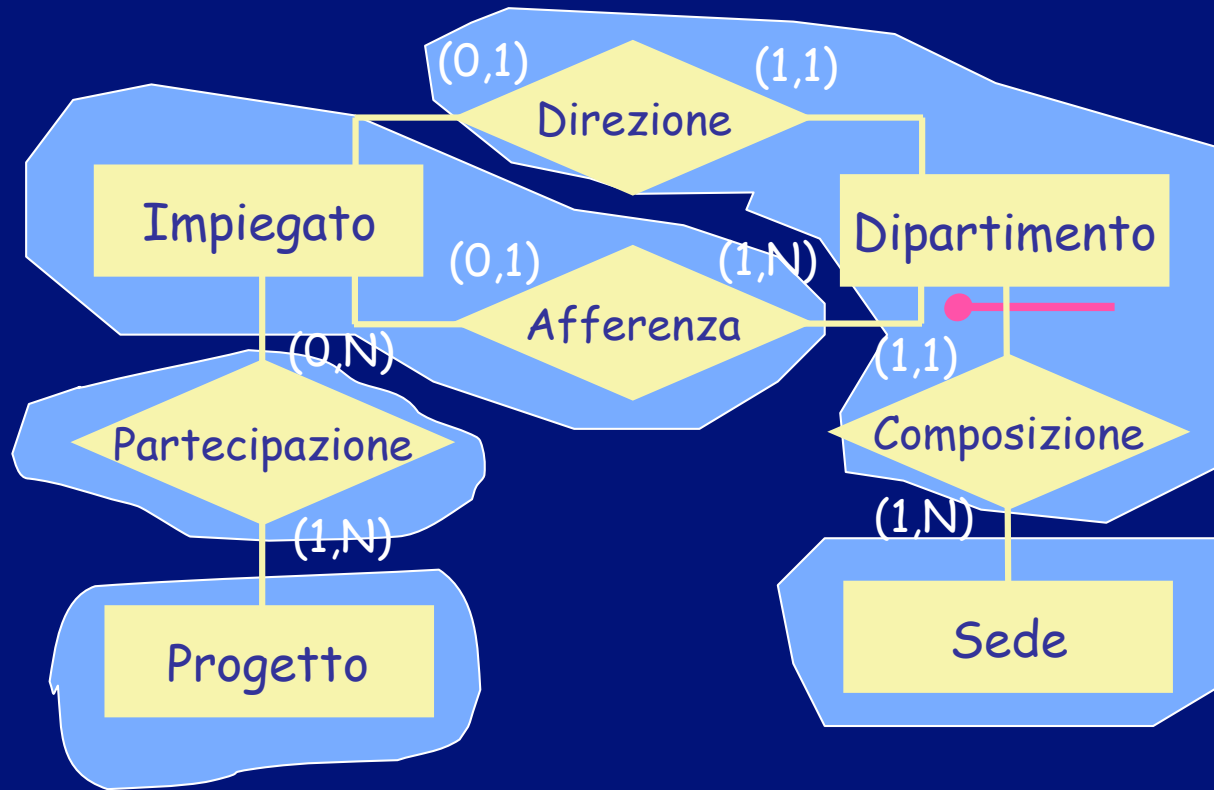 (0,1)
(1,1)
Direzione
Impiegato
Dipartimento
(0,1)
(1,N)
Afferenza
(0,N)
(1,1)
Partecipazione
Composizione
(1,N)
(1,N)
Progetto
Sede